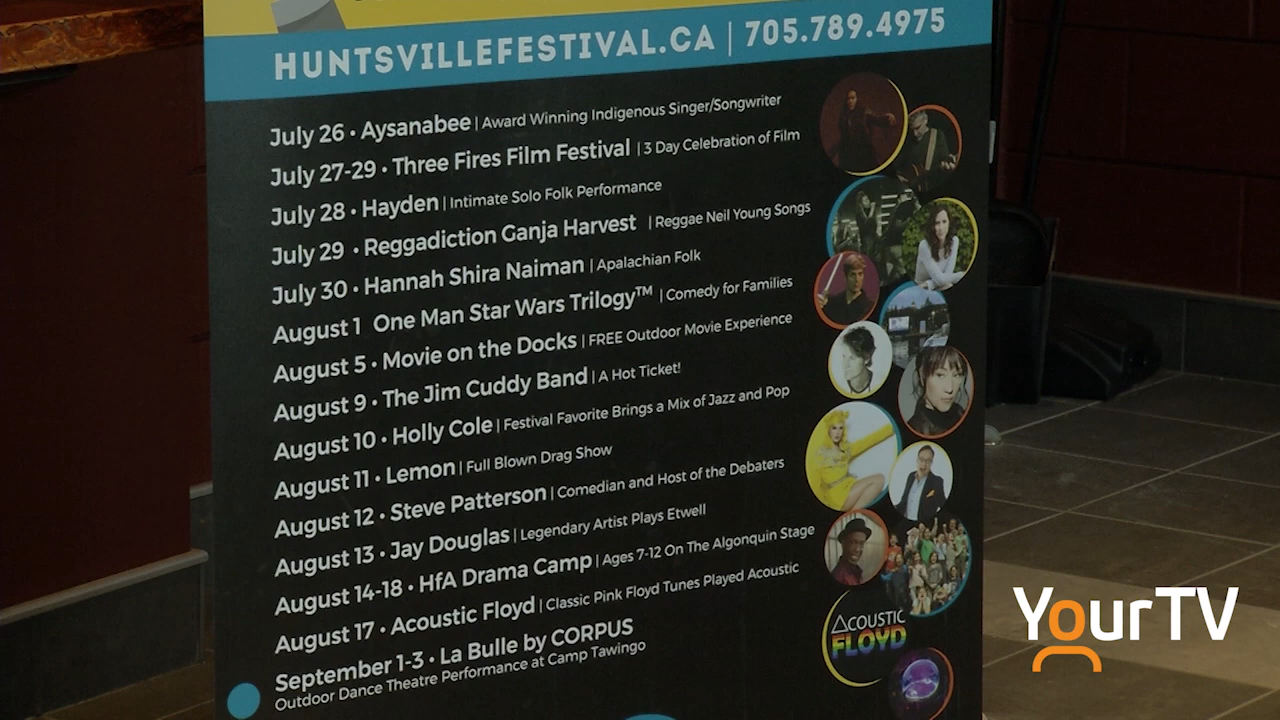 HUNTSVILLEFESTIVAL.CA | 705.789.4975
July 26 • Aysanabee | Award Winning Indigenous Singer/Songwriter
July 27-29 • Three Fires Film Festival | 3 Day Celebration of Film
July 28 • Hayden | Intimate Solo Folk Performance
July 29 • Reggadiction Ganja Harvest | Reggae Neil Young Songs
July 30 • Hannah Shira Naiman | Apalachian Folk
August 1 One Man Star Wars Trilogy™ | Comedy for Families
August 5 • Movie on the Docks | FREE Outdoor Movie Experience
August 9 • The Jim Cuddy Band | A Hot Ticket!
August 10 • Holly Cole | Festival Favorite Brings a Mix of Jazz and Pop
August 11 • Lemon | Full Blown Drag Show
August 12 • Steve Patterson | Comedian and Host of the Debaters
August 13 • Jay Douglas | Legendary Artist Plays Etwell
August 14-18 • HfA Drama Camp | Ages 7-12 On The Algonquin Stage
August 17 • Acoustic Floyd | Classic Pink Floyd Tunes Played Acoustic
September 1-3 • La Bulle by CORPUS
Outdoor Dance Theatre Performance at Camp Tawingo
ACOUSTIC
FLOYD
YourTV